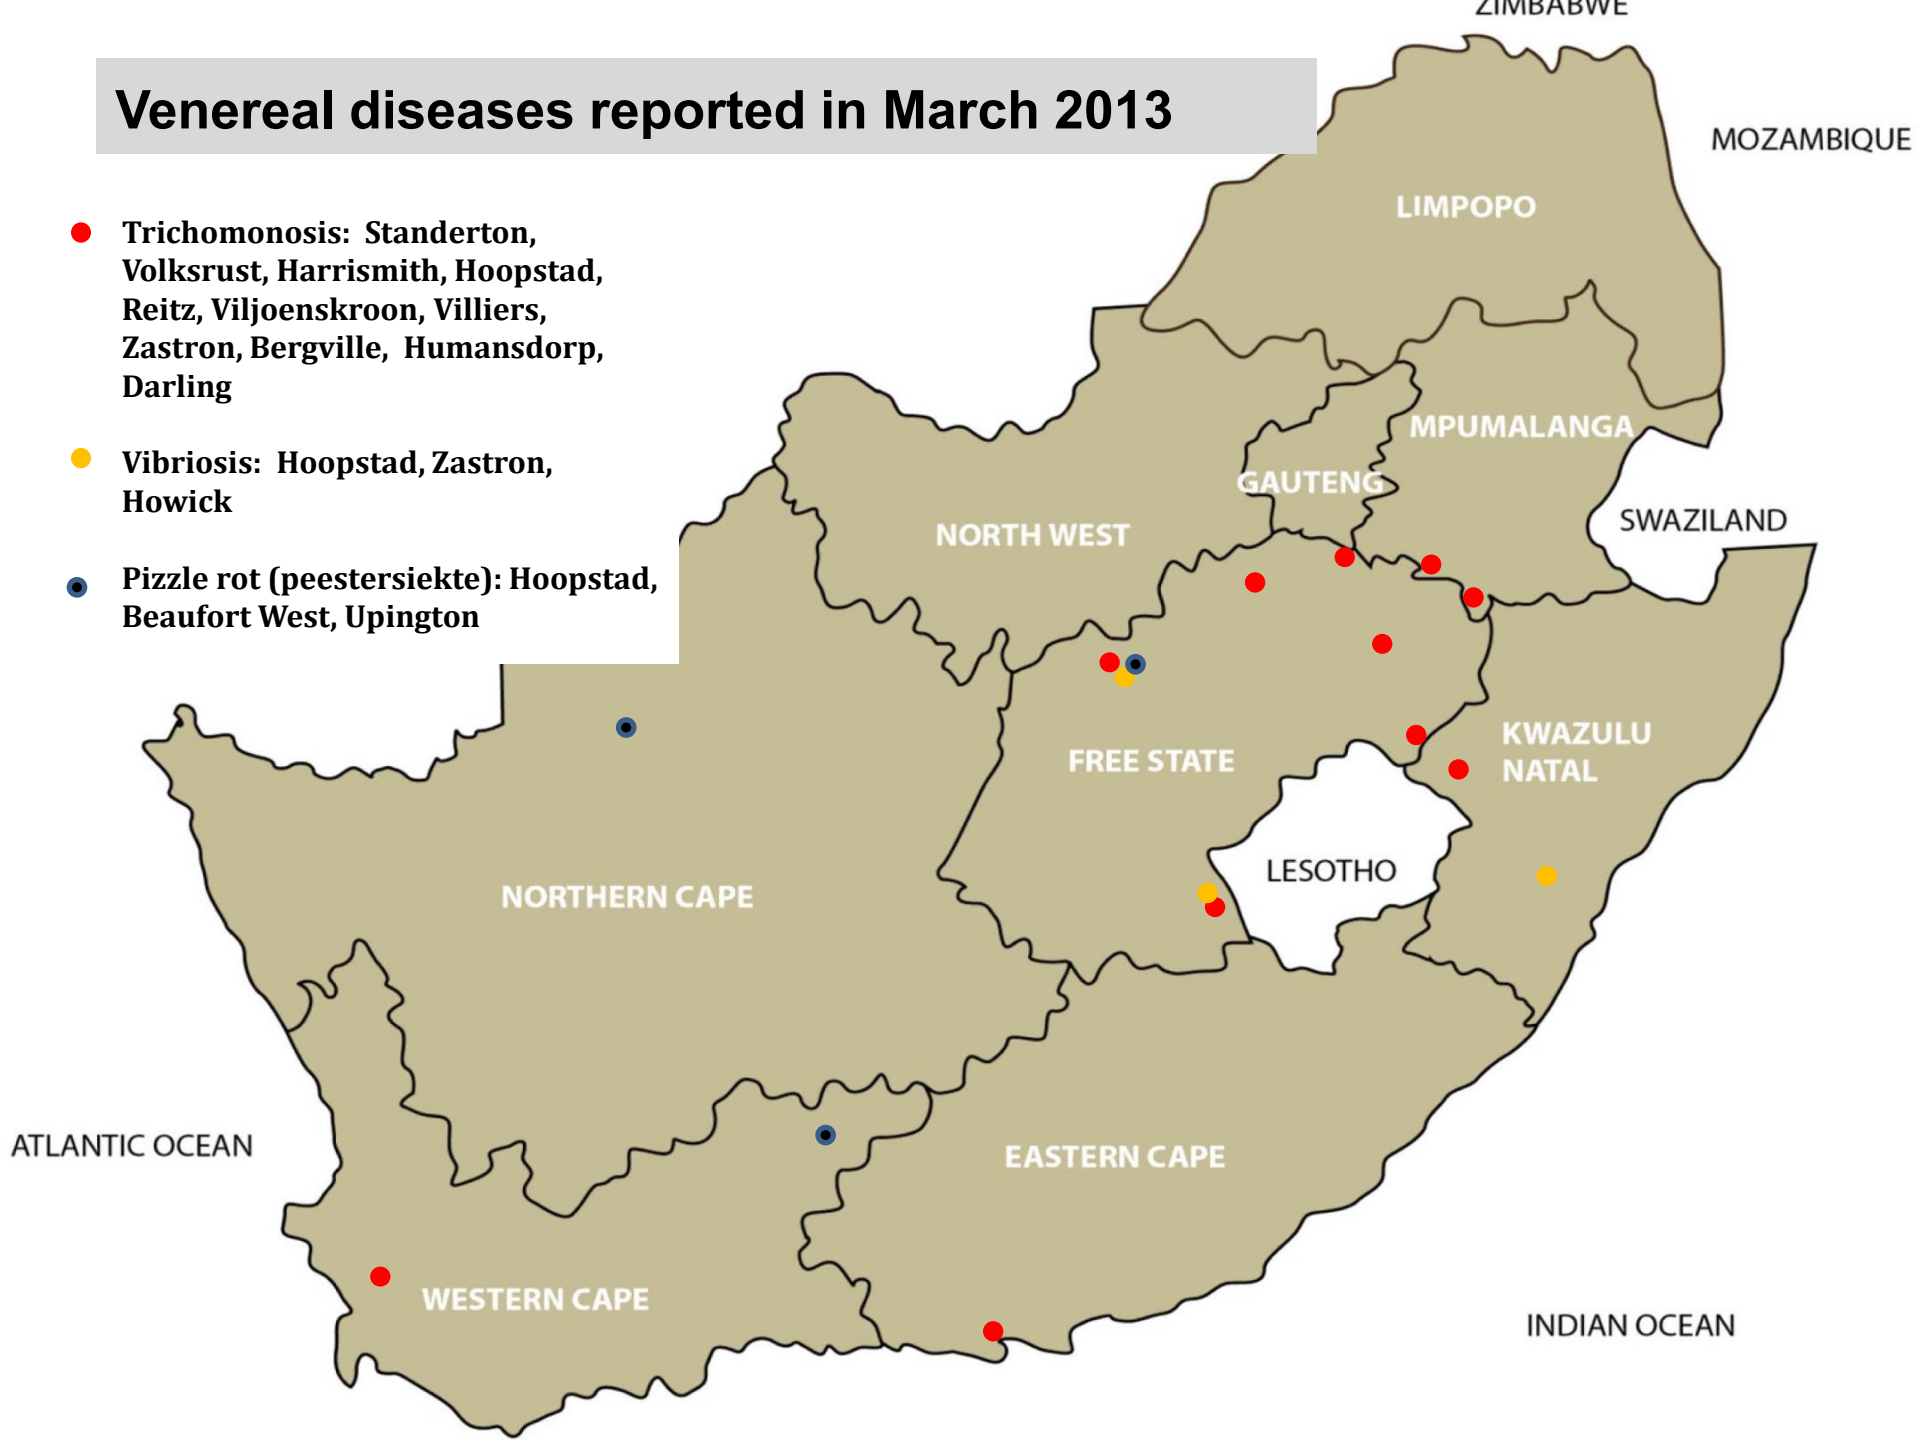 ZIMBABWE
Venereal diseases reported in March 2013
MOZAMBIQUE
LIMPOPO
Trichomonosis: Standerton,
Volksrust, Harrismith, Hoopstad,
Reitz, Viljoenskroon, Villiers,
Zastron, Bergville, Humansdorp,
Darling
MPUMALANGA
Vibriosis: Hoopstad, Zastron,
Howick
GAUTENG
SWAZILAND
NORTH WEST
Pizzle rot (peestersiekte): Hoopstad,
Beaufort West, Upington
KWAZULU
NATAL
FREE STATE
LESOTHO
NORTHERN CAPE
ATLANTIC OCEAN
EASTERN CAPE
WESTERN CAPE
INDIAN OCEAN